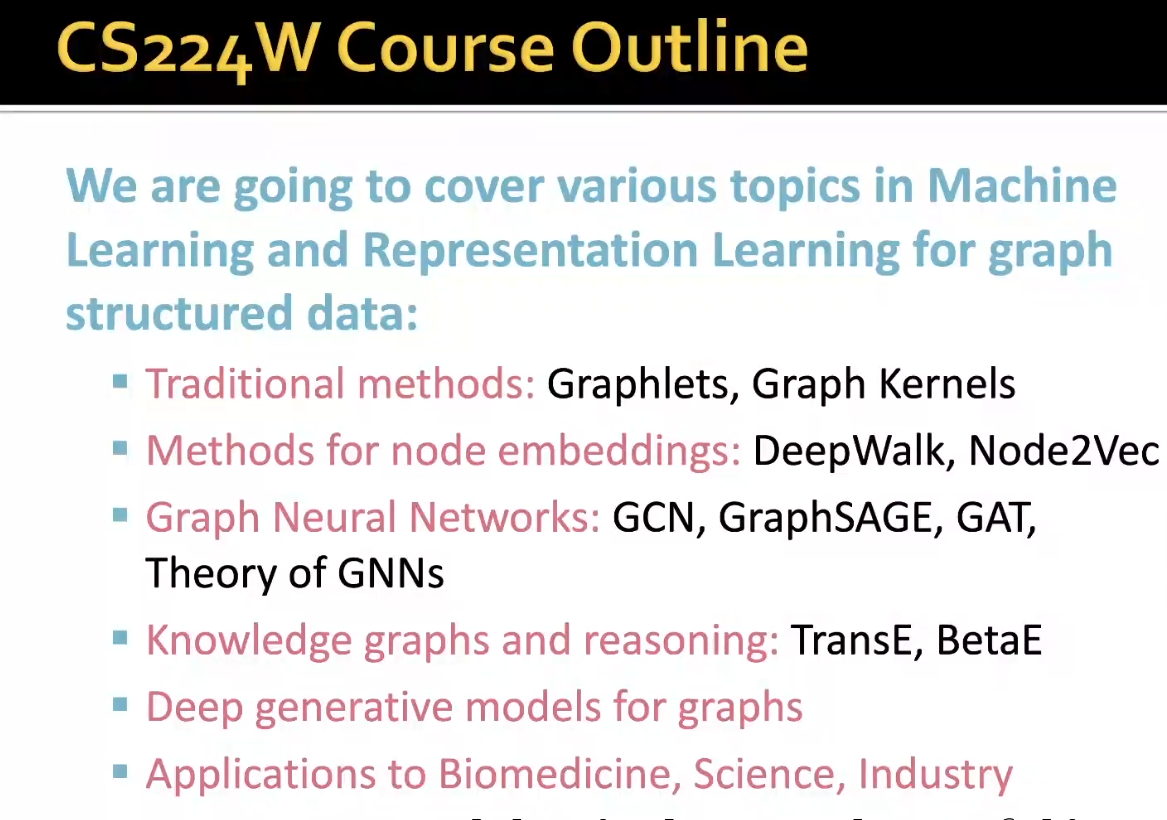 CS224W Course Outline
We are going to cover various topics in Machine
Learning and Representation Learning for graph
structured data:
▪ Traditional methods: Graphlets, Graph Kernels
▪ Methods for node embeddings: DeepWalk, Node2Vec
▪ Graph Neural Networks: GCN, GraphSAGE, GAT,
Theory of GNNs
▪ Knowledge graphs and reasoning: TransE, BetaE
▪ Deep generative models for graphs
▪ Applications to Biomedicine, Science, Industry